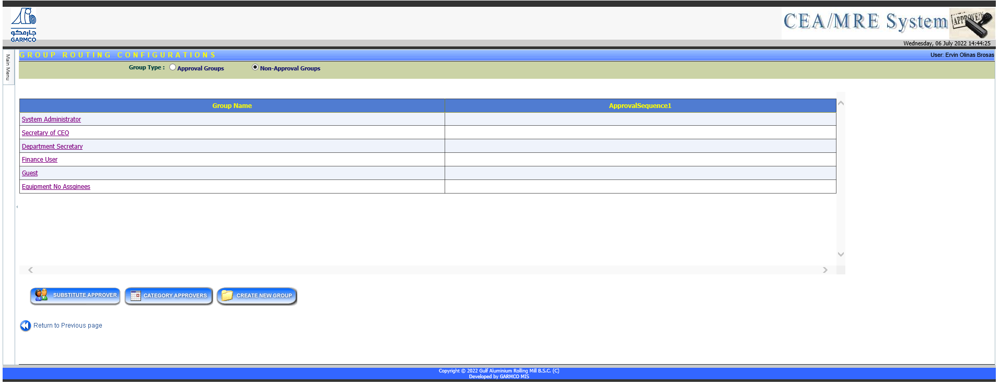 جارمكو
GARMCO
CEA/MRE System
APPROVED
Wednesday, 06 July 2022 14:44:25
Main Menu
GROUP ROUTING CONFIGURATIONS
User: Ervin Olinas Brosas
Group Type : Approval Groups Non-Approval Groups
Group Name ApprovalSequence1
System Administrator
Secretary of CEO
Department Secretary
Finance User
Guest
Equipment No Assginees
SUBSTITUTE APPROVER CATEGORY APPROVERS CREATE NEW GROUP
Return to Previous page
Copyright © 2022 Gulf Aluminium Rolling Mill B.S.C. (C)
Developed by GARMCO MIS